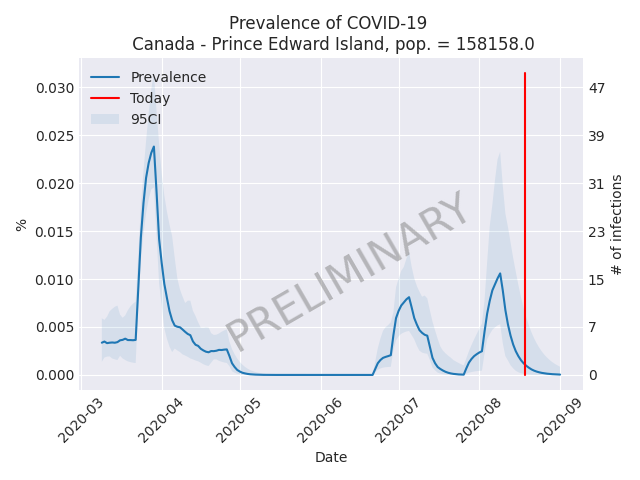 Prevalence of COVID-19
Canada - Prince Edward Island, pop. = 158158.0
Prevalence
Today
95CI
PRELIMINARY
0.030
0.025
0.020
0.015
0.010
0.005
0.000
%
47
39
31
23
15
7
0
# of infections
2020-03
2020-04
2020-05
2020-06
2020-07
2020-08
2020-09
Date